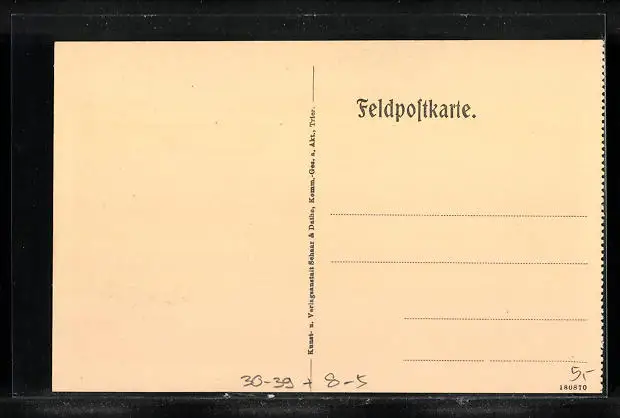 Feldpoſtkarte.
Kunst- u. Verlagsanstalt Schaar & Dathe, Komm.-Ges. a. Akt., Trier.
30-39 + 8-5
5,-
180870